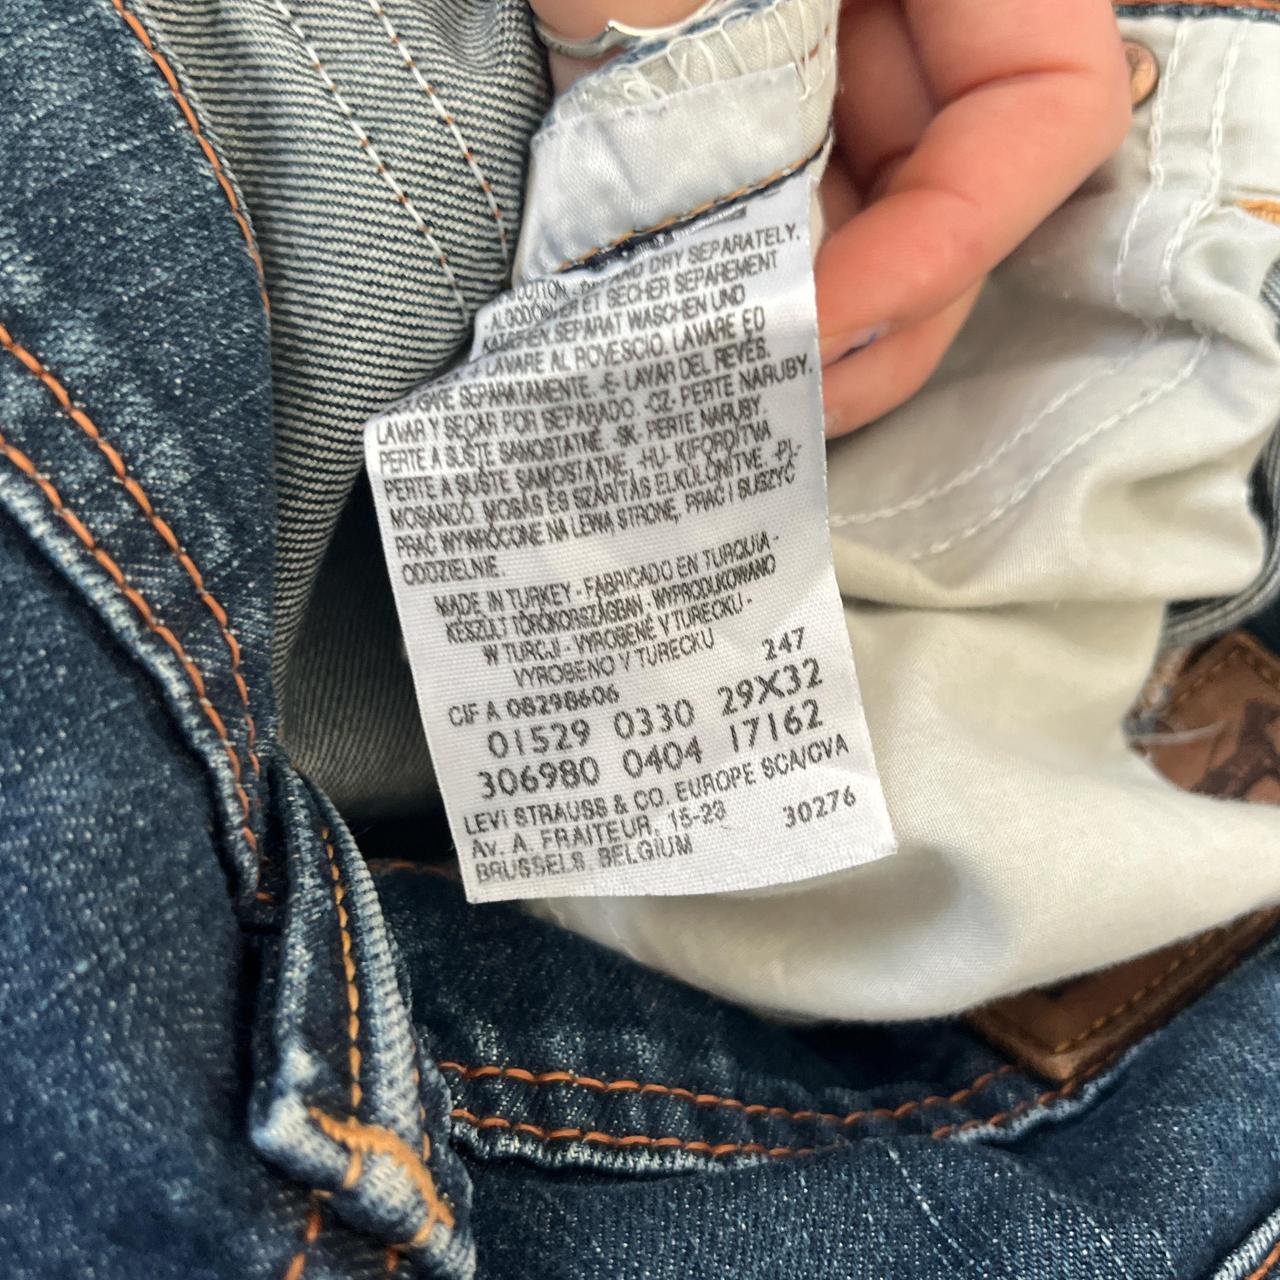 COTTON, AND DRY SEPARATELY.
ET SECHER SEPAREMENT
SEPARAT WASCHEN UND
LAVARE AL ROVESCIO. LAVARE ED
SEPARATAMENTE. -E- LAVAR DEL REVÉS.
LAVAR Y SECAR POR SEPARADO. -CZ- PERTE NARUBY.
PERTE A SUŠTE SAMOSTATNĚ -SK- PERTE NARUBY.
PERTE A SUŠTE SAMOSTATNE, -HU- KIFORDÍTVA
MOSANDÓ. MOSÁS ÉS SZÁRÍTÁS ELKÜLÖNÍTVE. -PL-
PRAĆ WYWRÓCONE NA LEWĄ STRONĘ, PRAĆ I SUSZYĆ
ODDZIELNIE.
MADE IN TURKEY - FABRICADO EN TURQUIA -
KÉSZÜLT TÖRÖKORSZÁGBAN - WYPRODUKOWANO
W TURCJI - VYROBENÉ V TURECKU -
VYROBENO V TURECKU 247
CIF A 08298606
01529 0330 29X32
306980 0404 17162
LEVI STRAUSS & CO. EUROPE SCA/CVA
Av. A. FRAITEUR, 15-23 30276
BRUSSELS. BELGIUM